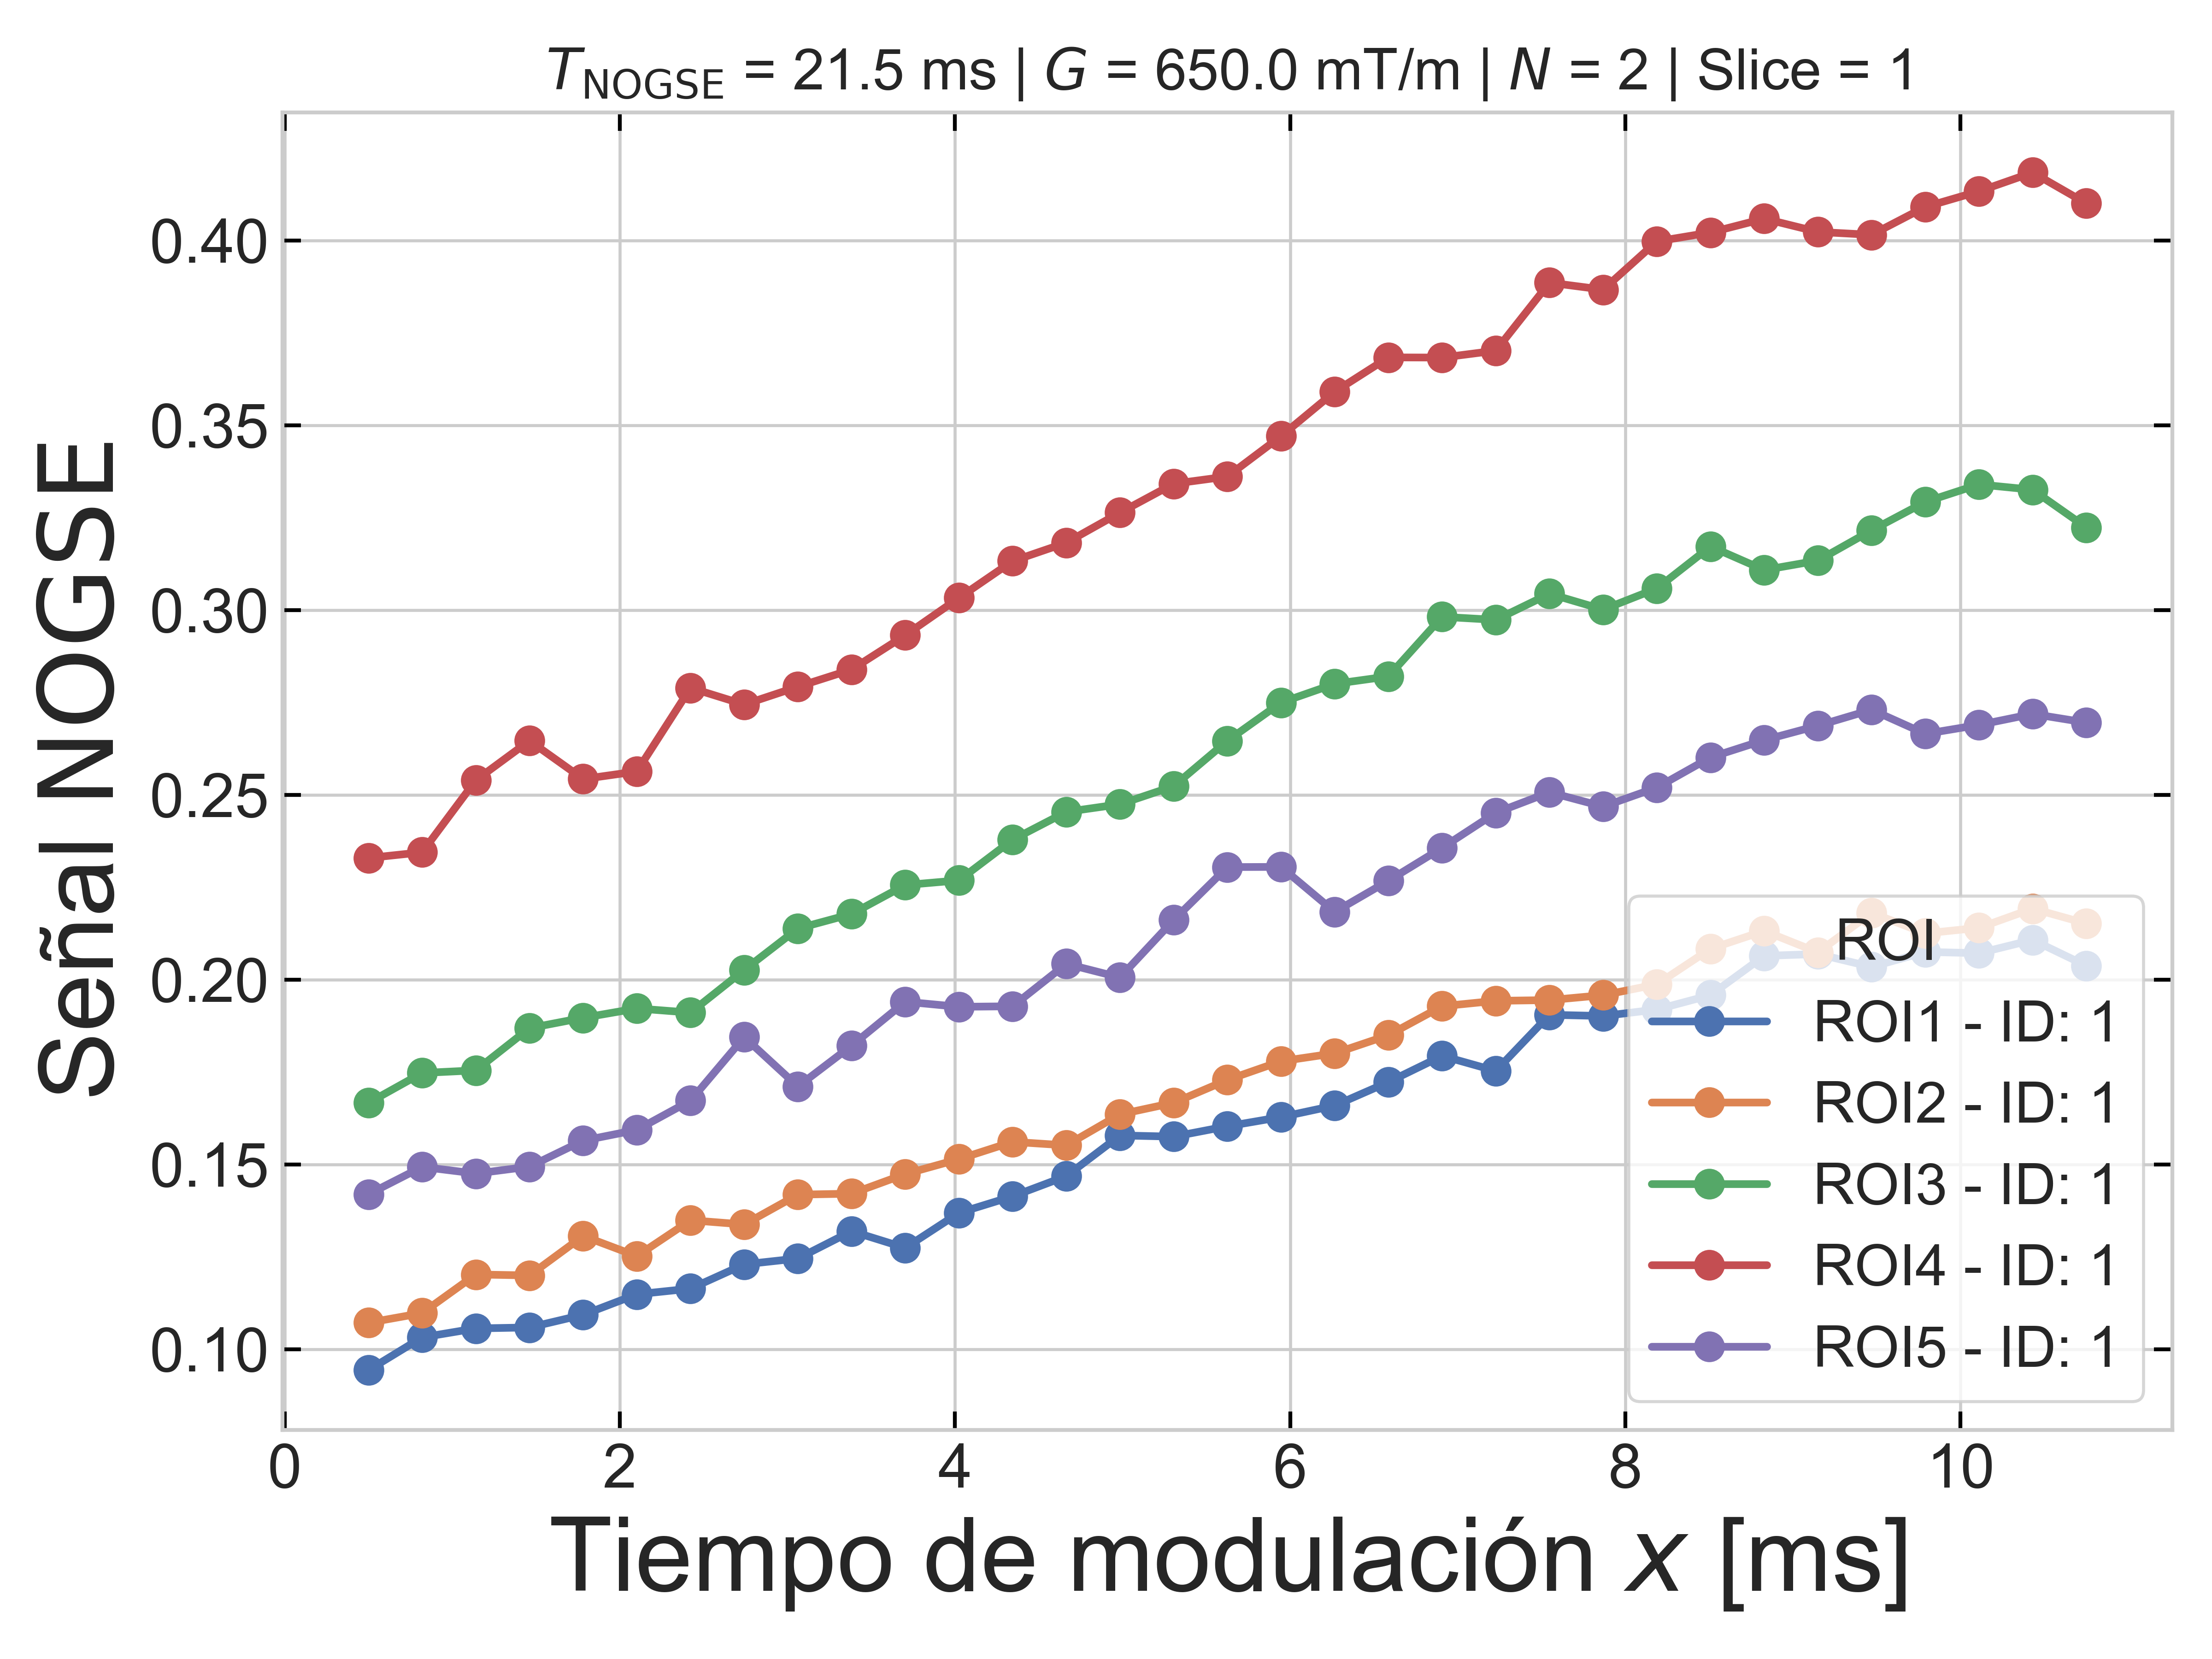 T_NOGSE = 21.5 ms | G = 650.0 mT/m | N = 2 | Slice = 1
Señal NOGSE
0.40
0.35
0.30
0.25
0.20
0.15
0.10
ROI
ROI1 - ID: 1
ROI2 - ID: 1
ROI3 - ID: 1
ROI4 - ID: 1
ROI5 - ID: 1
0 2 4 6 8 10
Tiempo de modulación x [ms]